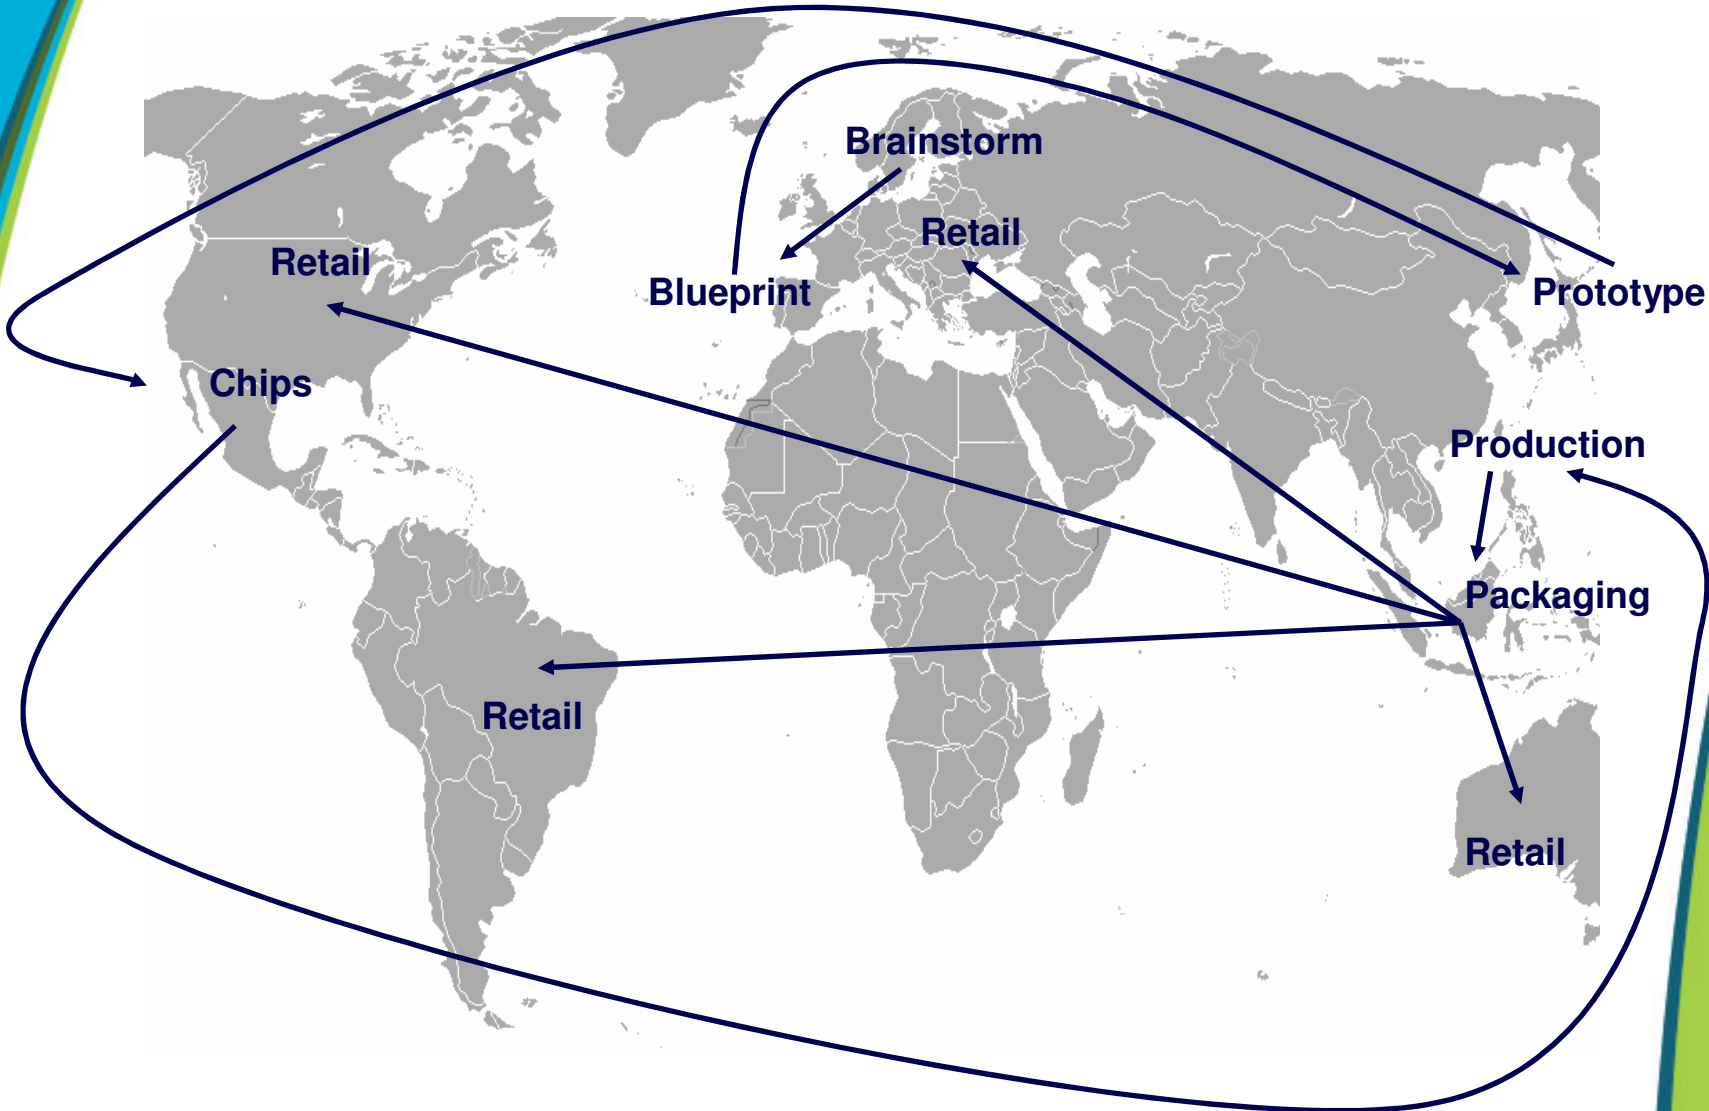 Brainstorm
Retail
Retail
Blueprint
Prototype
Chips
Production
Packaging
Retail
Retail